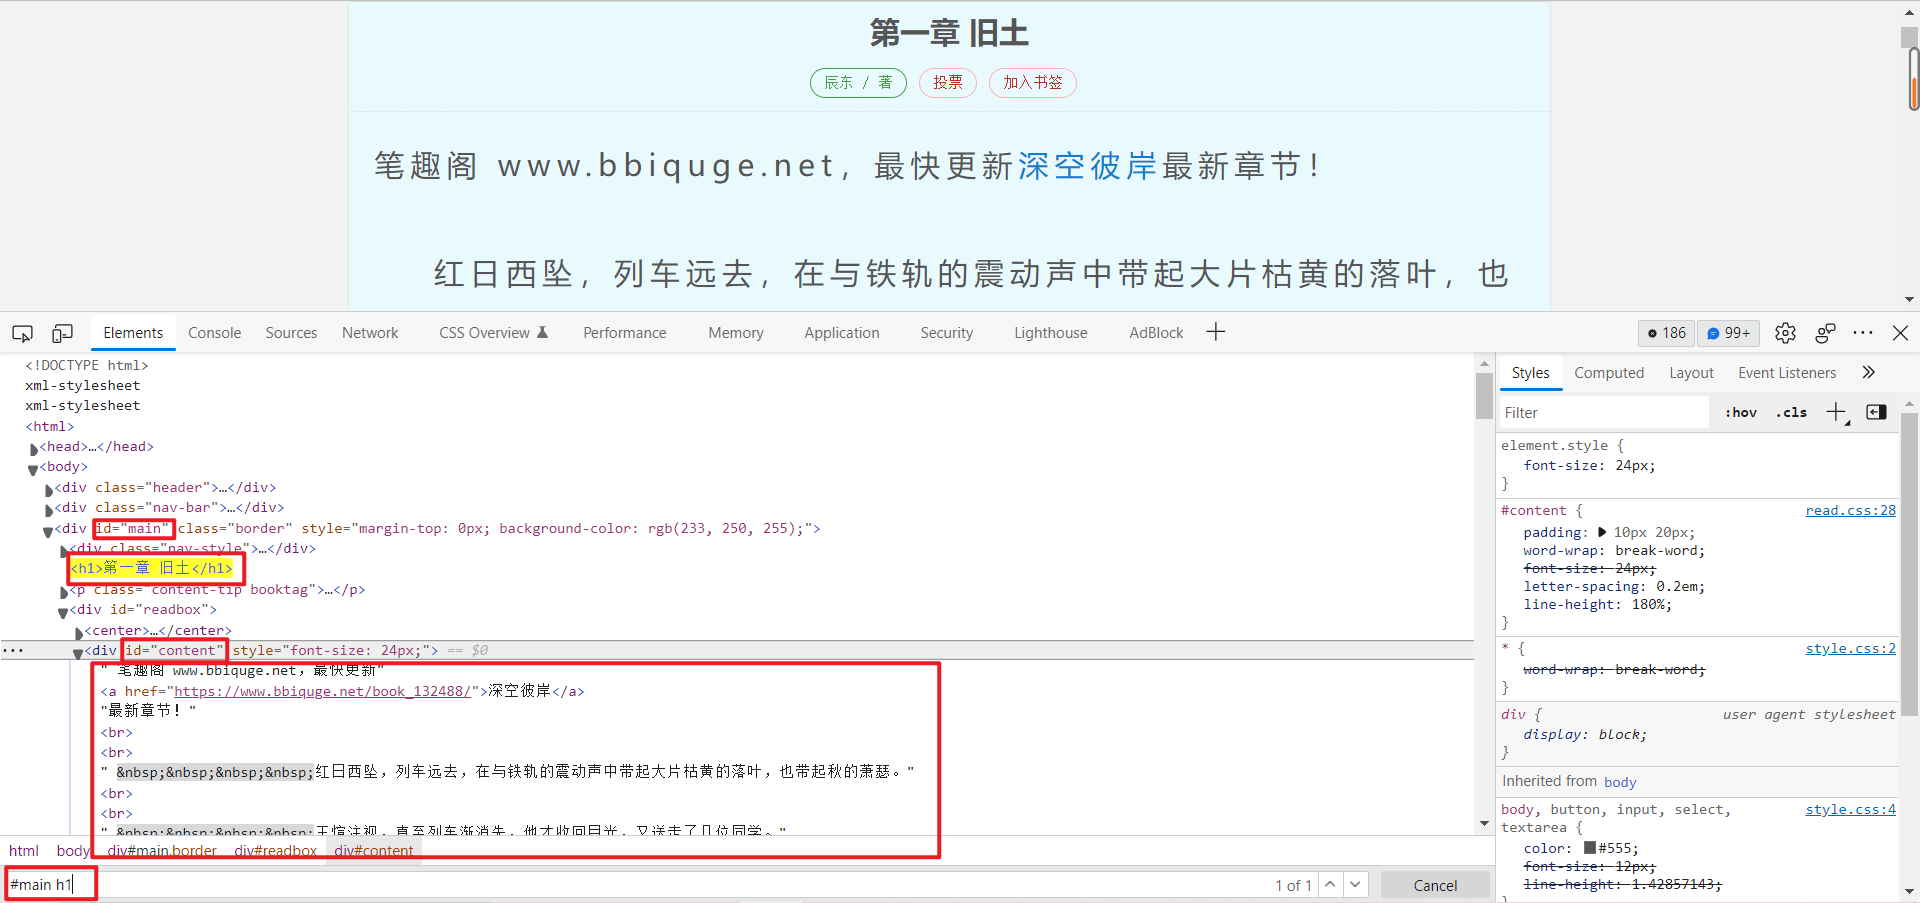 第一章 旧土
辰东 / 著 投票 加入书签
笔趣阁 www.bbiquge.net，最快更新深空彼岸最新章节！
红日西坠，列车远去，在与铁轨的震动声中带起大片枯黄的落叶，也
Elements Console Sources Network CSS Overview Performance Memory Application Security Lighthouse AdBlock 186 99+
<!DOCTYPE html>
xml-stylesheet
xml-stylesheet
<html>
<head>…</head>
<body>
<div class="header">…</div>
<div class="nav-bar">…</div>
<div id="main" class="border" style="margin-top: 0px; background-color: rgb(233, 250, 255);">
<div class="nav-style">…</div>
<h1>第一章 旧土</h1>
<p class="content-tip booktag">…</p>
<div id="readbox">
<center>…</center>
<div id="content" style="font-size: 24px;"> == $0
" 笔趣阁 www.bbiquge.net，最快更新"
<a href="https://www.bbiquge.net/book_132488/">深空彼岸</a>
"最新章节！"
<br>
<br>
" &nbsp;&nbsp;&nbsp;&nbsp;红日西坠，列车远去，在与铁轨的震动声中带起大片枯黄的落叶，也带起秋的萧瑟。"
<br>
<br>
" &nbsp;&nbsp;&nbsp;&nbsp;王煊注视，直至列车渐消失，他才收回目光，又送走了几位同学。"
html body div#main.border div#readbox div#content
#main h1 1 of 1 Cancel
Styles Computed Layout Event Listeners
Filter :hov .cls
element.style {
font-size: 24px;
}
#content { read.css:28
padding: 10px 20px;
word-wrap: break-word;
font-size: 24px;
letter-spacing: 0.2em;
line-height: 180%;
}
* { style.css:2
word-wrap: break-word;
}
div { user agent stylesheet
display: block;
}
Inherited from body
body, button, input, select, style.css:4
textarea {
color: #555;
font-size: 12px;
line-height: 1.42857143;
}